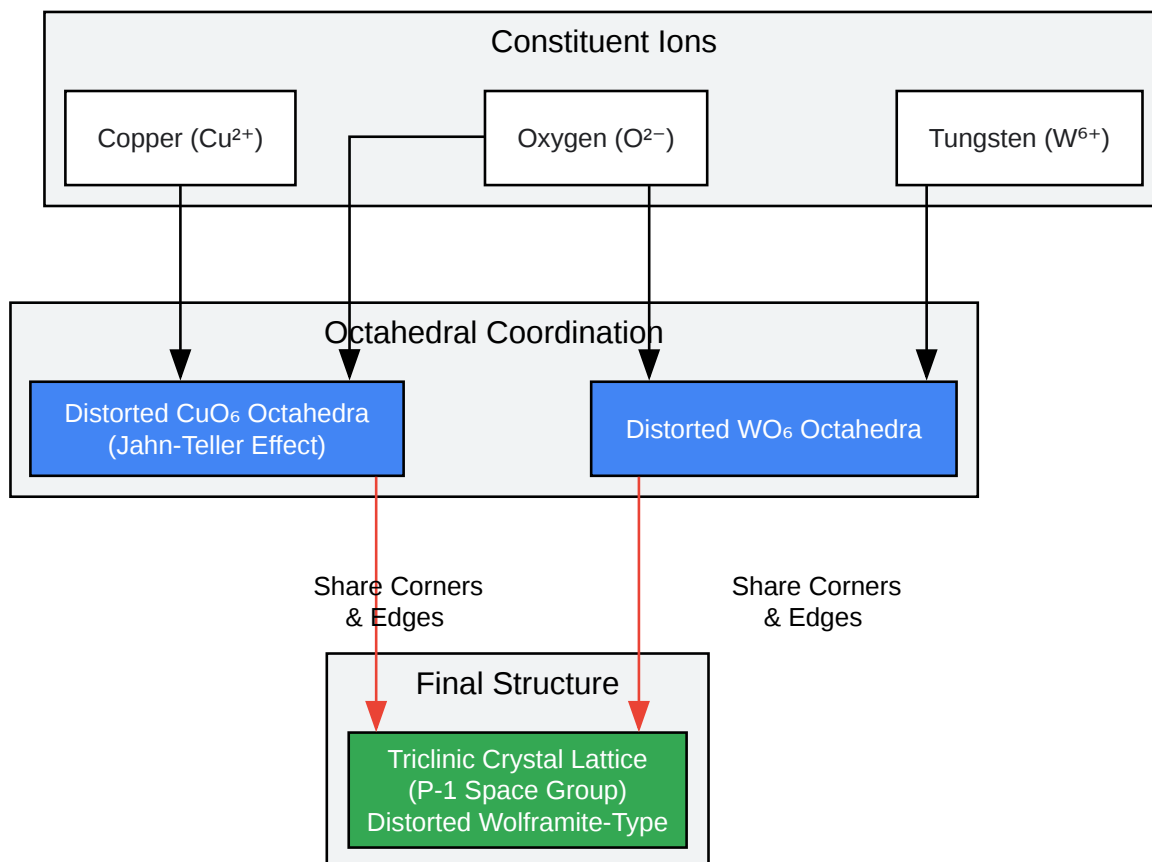 Constituent Ions
Copper (Cu²⁺)
Oxygen (O²⁻)
Tungsten (W⁶⁺)
Octahedral Coordination
Distorted CuO₆ Octahedra
(Jahn-Teller Effect)
Distorted WO₆ Octahedra
Share Corners
& Edges
Share Corners
& Edges
Final Structure
Triclinic Crystal Lattice
(P-1 Space Group)
Distorted Wolframite-Type